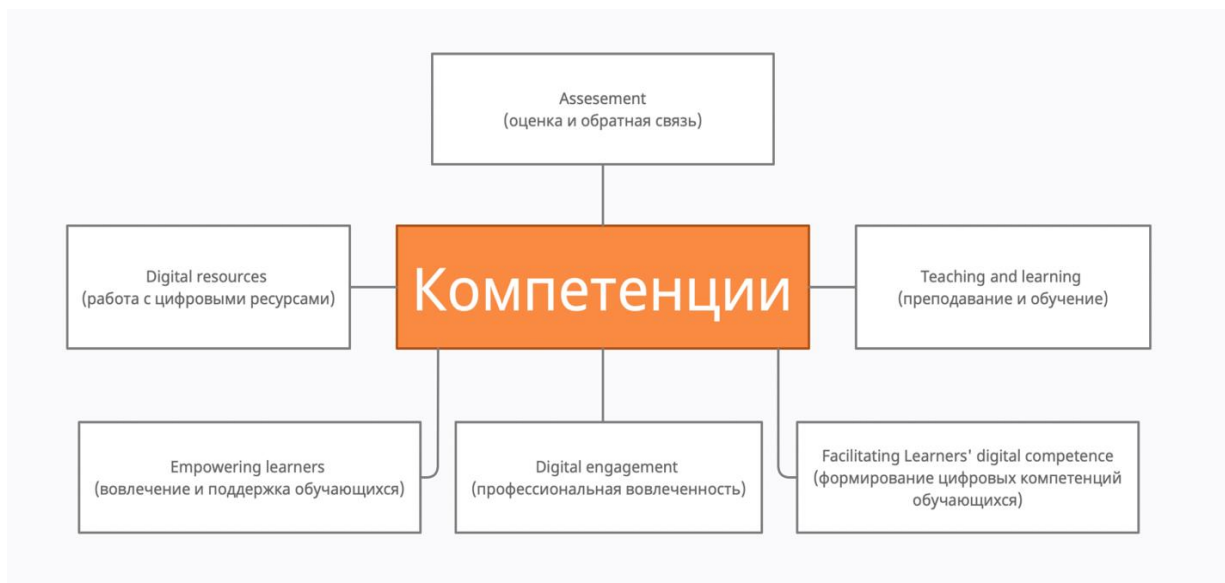 Assesement
(оценка и обратная связь)
Digital resources
(работа с цифровыми ресурсами)
Компетенции
Teaching and learning
(преподавание и обучение)
Empowering learners
(вовлечение и поддержка обучающихся)
Digital engagement
(профессиональная вовлеченность)
Facilitating Learners' digital competence
(формирование цифровых компетенций
обучающихся)